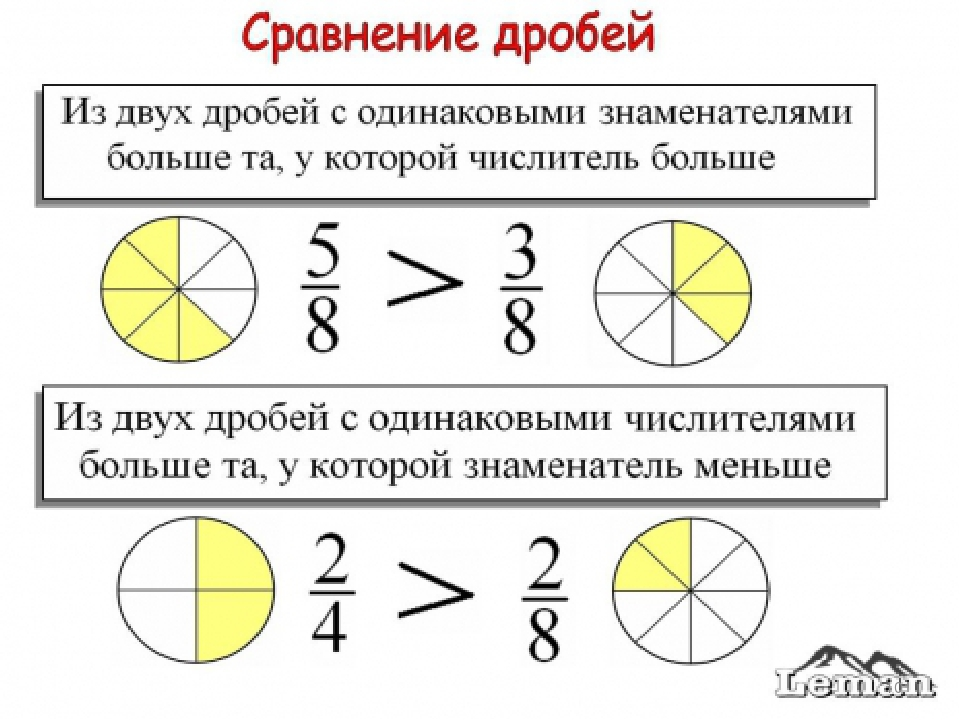 Сравнение дробей
Из двух дробей с одинаковыми знаменателями
больше та, у которой числитель больше
5/8 > 3/8
Из двух дробей с одинаковыми числителями
больше та, у которой знаменатель меньше
2/4 > 2/8
Leman